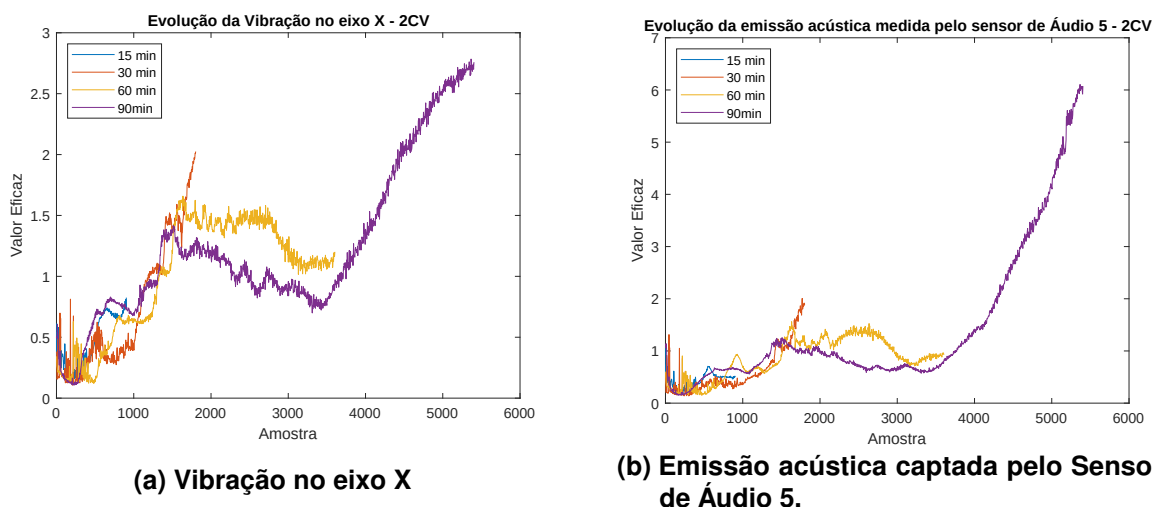 Evolução da Vibração no eixo X - 2CV
3
2.5
2
1.5
1
0.5
0
Valor Eficaz
15 min
30 min
60 min
90min
0 1000 2000 3000 4000 5000 6000
Amostra
(a) Vibração no eixo X
Evolução da emissão acústica medida pelo sensor de Áudio 5 - 2CV
7
6
5
4
3
2
1
0
Valor Eficaz
15 min
30 min
60 min
90min
0 1000 2000 3000 4000 5000 6000
Amostra
(b) Emissão acústica captada pelo Senso
de Áudio 5.